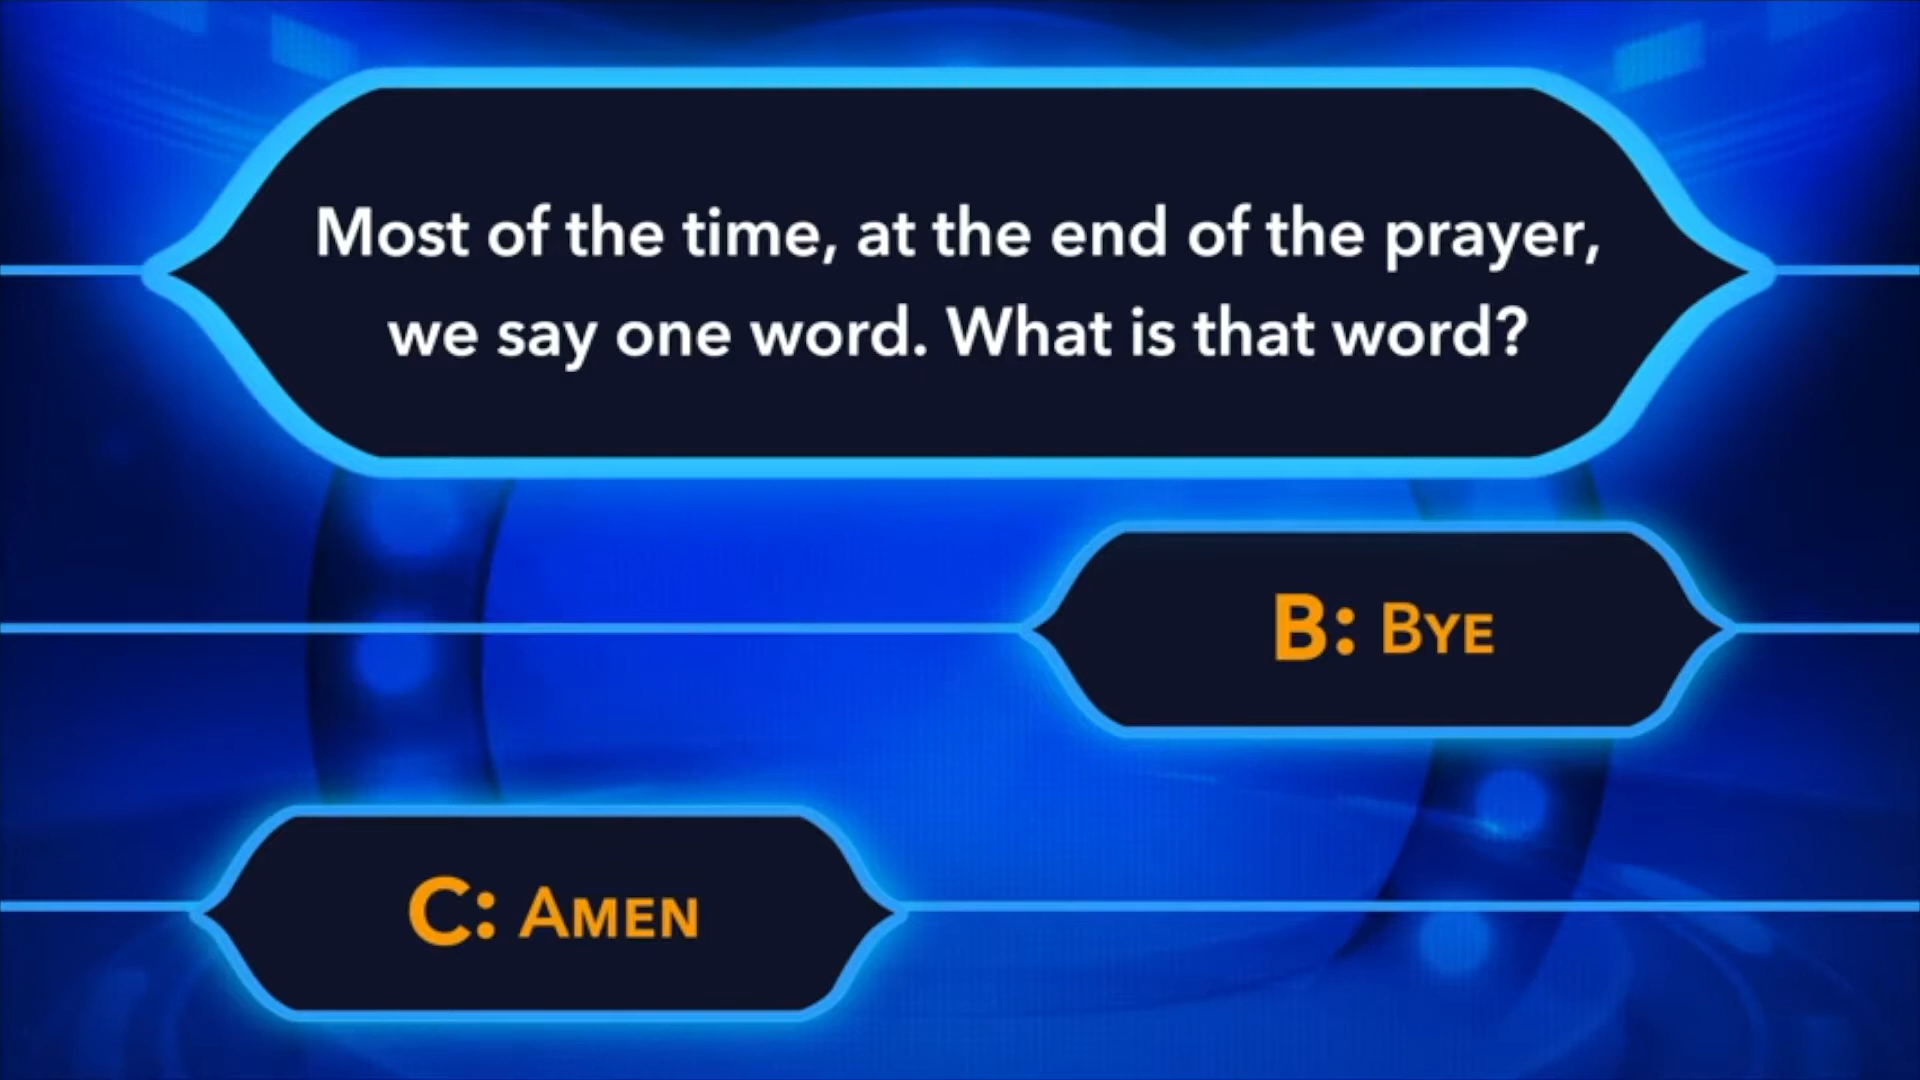 Most of the time, at the end of the prayer,
we say one word. What is that word?
B: Bye
C: Amen